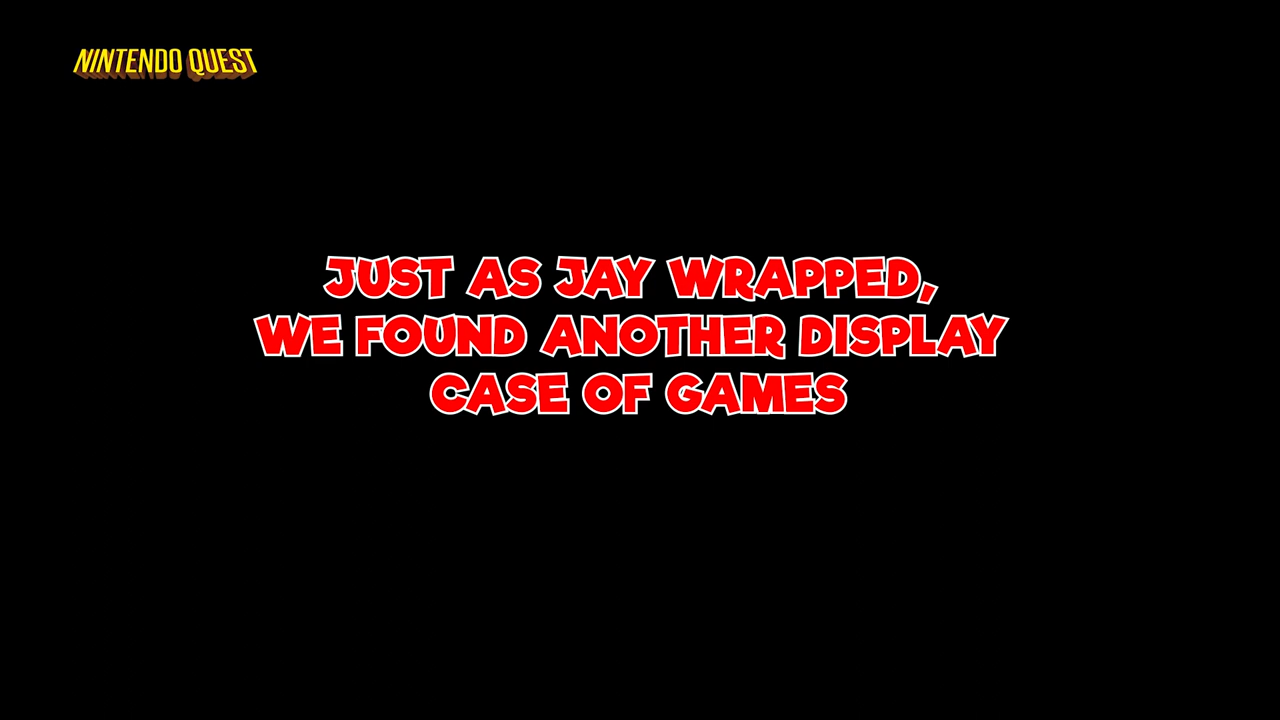 NINTENDO QUEST
JUST AS JAY WRAPPED,
WE FOUND ANOTHER DISPLAY
CASE OF GAMES